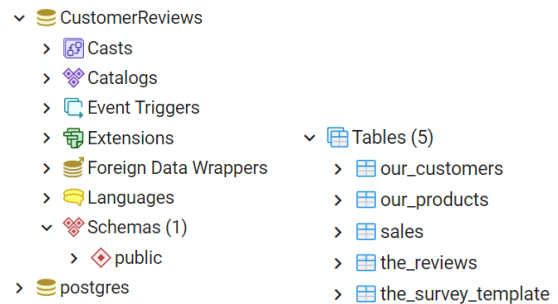 CustomerReviews
Casts
Catalogs
Event Triggers
Extensions
Foreign Data Wrappers
Languages
Schemas (1)
public
postgres
Tables (5)
our_customers
our_products
sales
the_reviews
the_survey_template